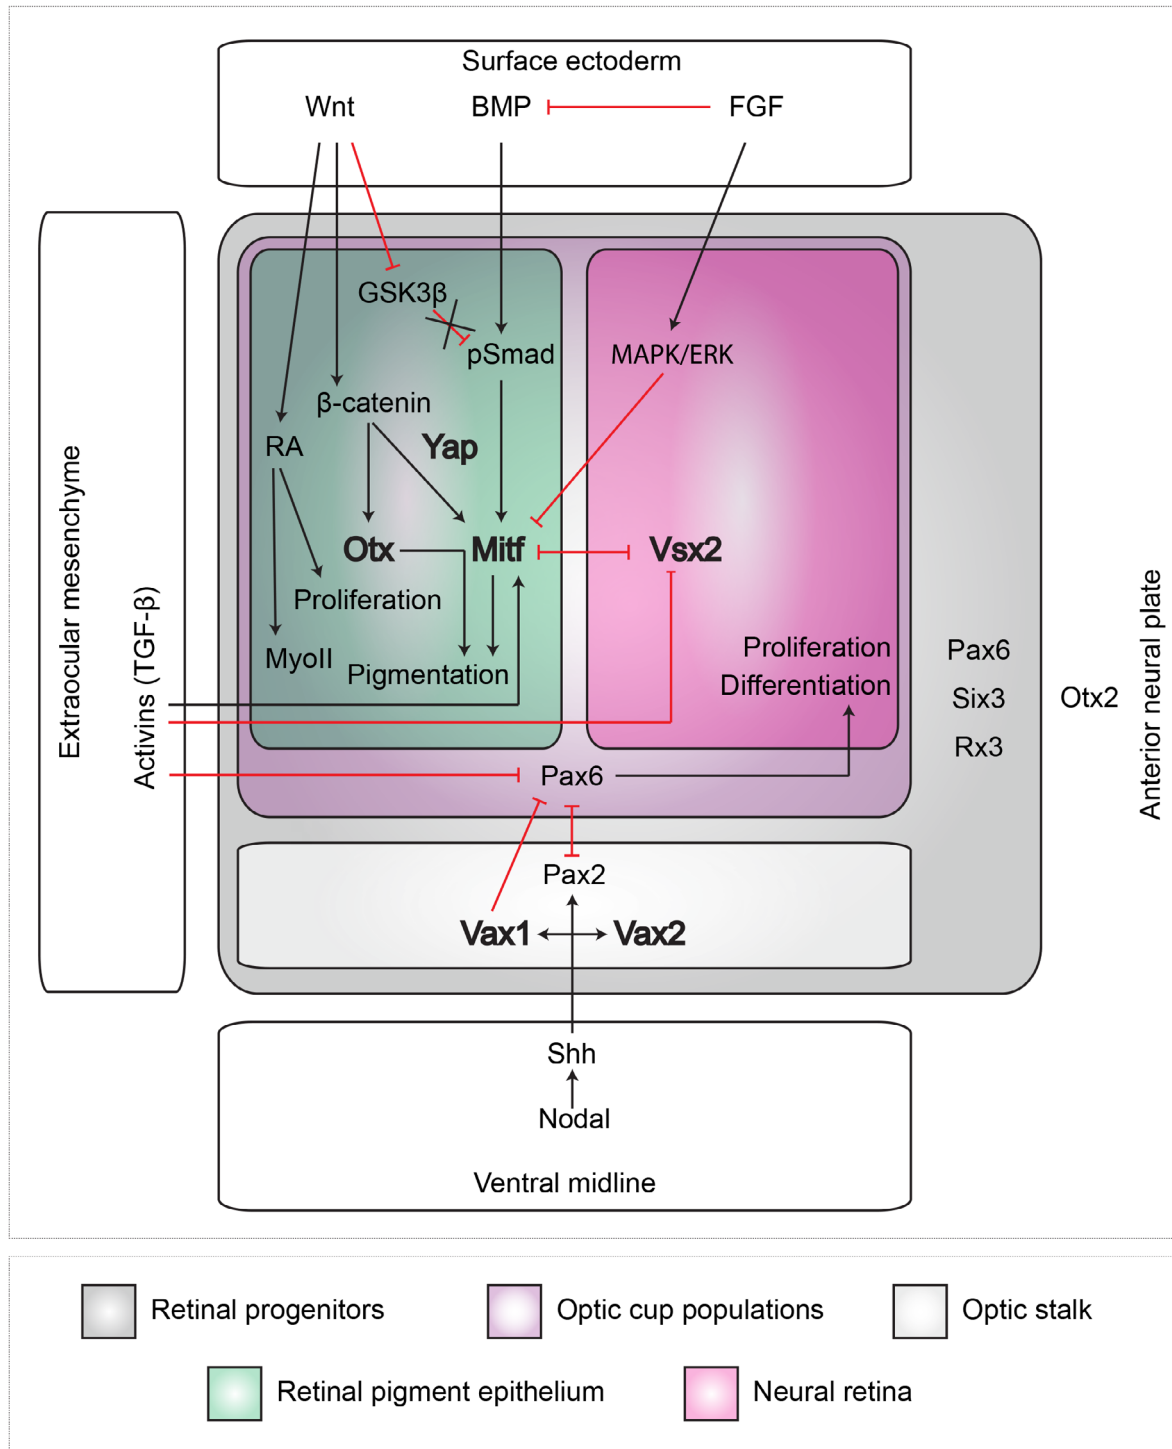 Surface ectoderm
Wnt BMP FGF
GSK3β
pSmad MAPK/ERK
β-catenin
RA Yap
Otx Mitf Vsx2
Proliferation
MyoII Pigmentation
Proliferation
Differentiation
Pax6
Six3
Rx3
Otx2
Anterior neural plate
Extraocular mesenchyme
Activins (TGF-β)
Pax6
Pax2
Vax1 Vax2
Shh
Nodal
Ventral midline
Retinal progenitors Optic cup populations Optic stalk
Retinal pigment epithelium Neural retina